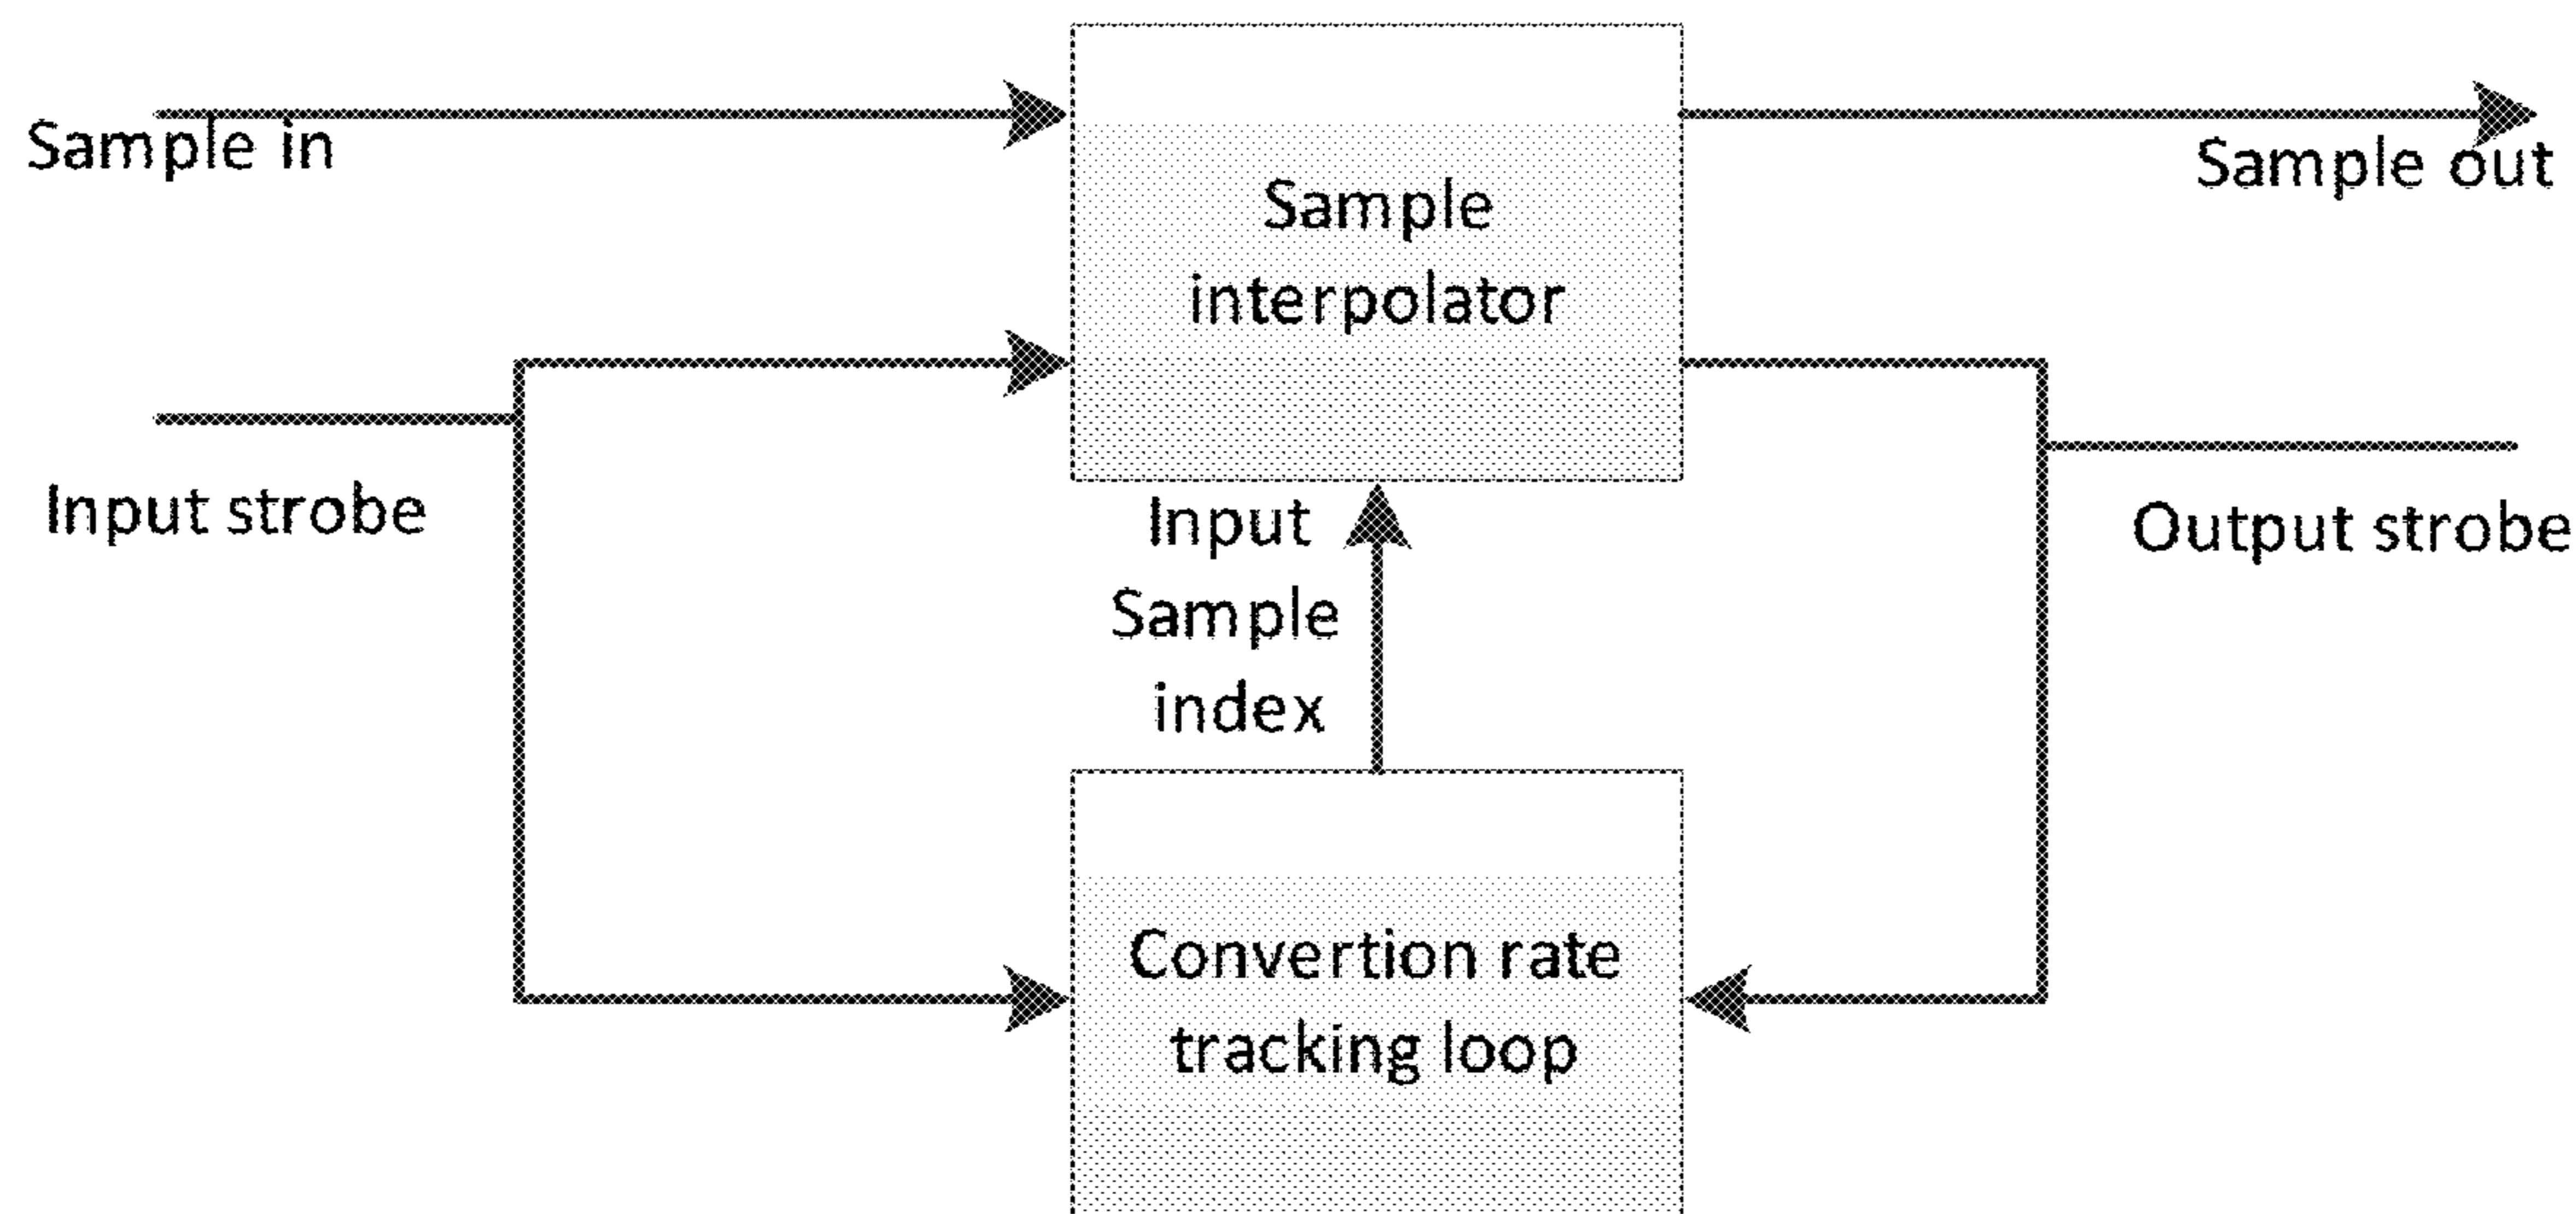 Sample in
Sample out
Sample
interpolator
Input strobe
Output strobe
Input
Sample
index
Convertion rate
tracking loop